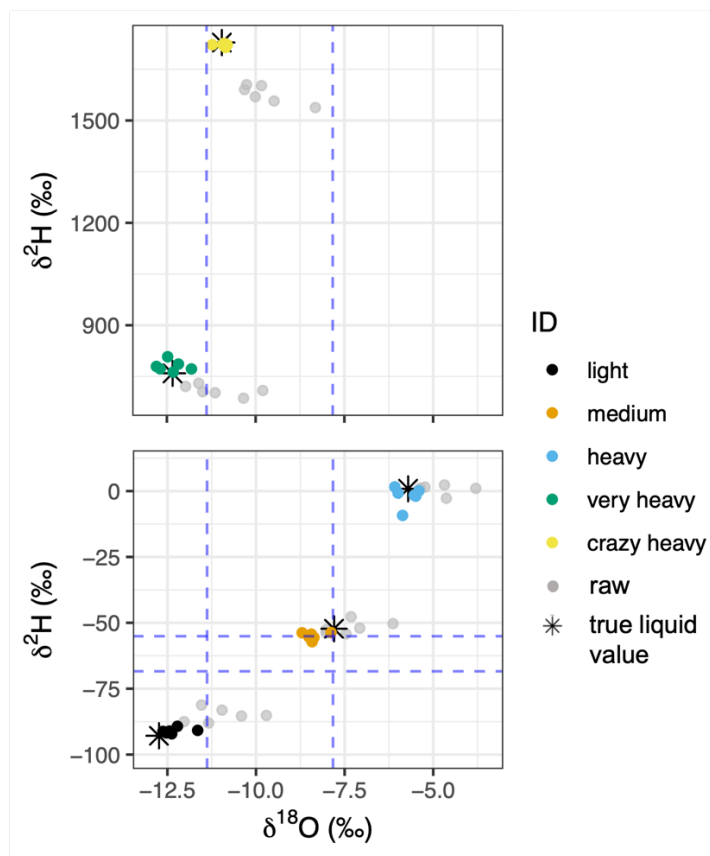 δ²H (‰)
1500
1200
900
δ²H (‰)
0
−25
−50
−75
−100
−12.5 −10.0 −7.5 −5.0
δ¹⁸O (‰)
ID
light
medium
heavy
very heavy
crazy heavy
raw
true liquid
value